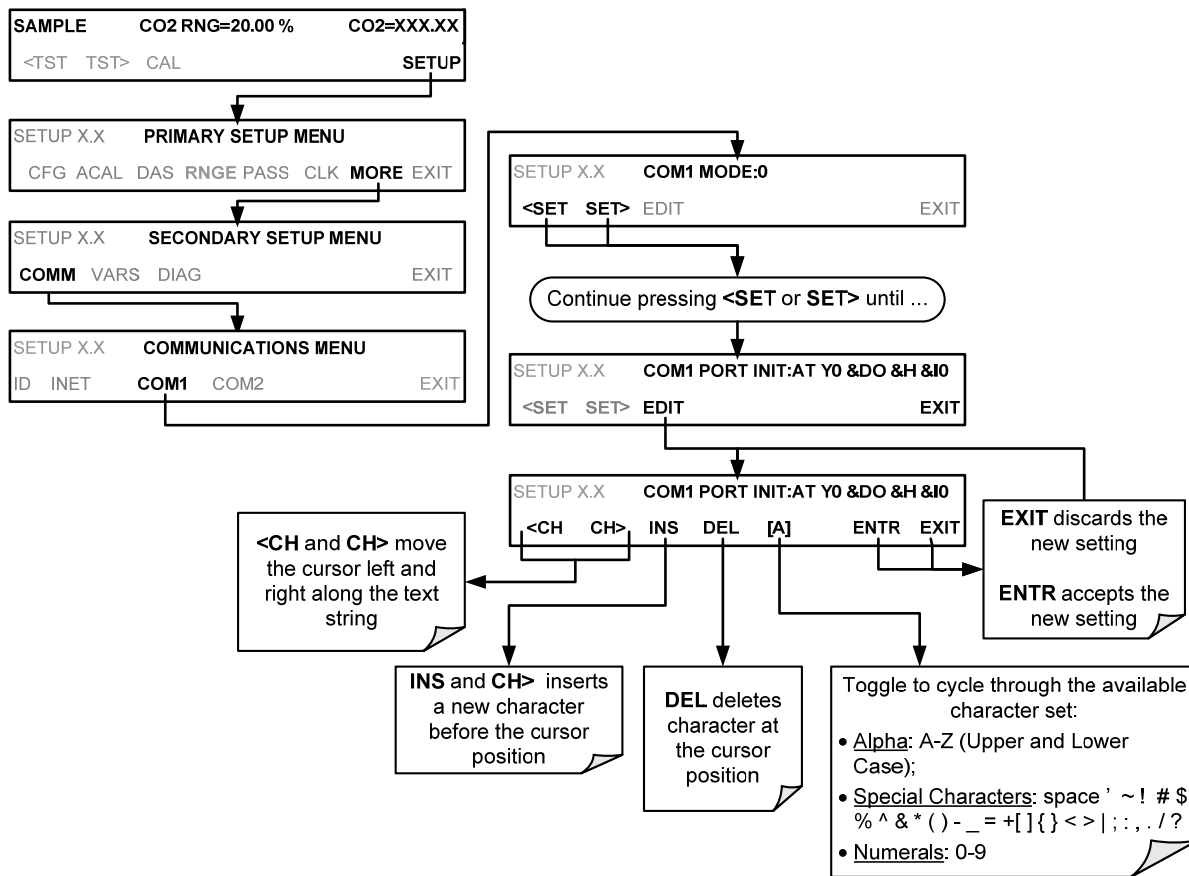 SAMPLE CO2 RNG=20.00 % CO2=XXX.XX
<TST TST> CAL SETUP
SETUP X.X PRIMARY SETUP MENU
CFG ACAL DAS RNGE PASS CLK MORE EXIT
SETUP X.X SECONDARY SETUP MENU
COMM VARS DIAG EXIT
SETUP X.X COMMUNICATIONS MENU
ID INET COM1 COM2 EXIT
SETUP X.X COM1 MODE:0
<SET SET> EDIT EXIT
Continue pressing <SET or SET> until ...
SETUP X.X COM1 PORT INIT:AT Y0 &DO &H &I0
<SET SET> EDIT EXIT
SETUP X.X COM1 PORT INIT:AT Y0 &DO &H &I0
<CH CH> INS DEL [A] ENTR EXIT
<CH and CH> move
the cursor left and
right along the text
string
EXIT discards the
new setting
ENTR accepts the
new setting
INS and CH> inserts
a new character
before the cursor
position
DEL deletes
character at
the cursor
position
Toggle to cycle through the available
character set:
• Alpha: A-Z (Upper and Lower
Case);
• Special Characters: space ' ~ ! # $
% ^ & * ( ) - _ = +[ ] { } < > | ; : , . / ?
• Numerals: 0-9